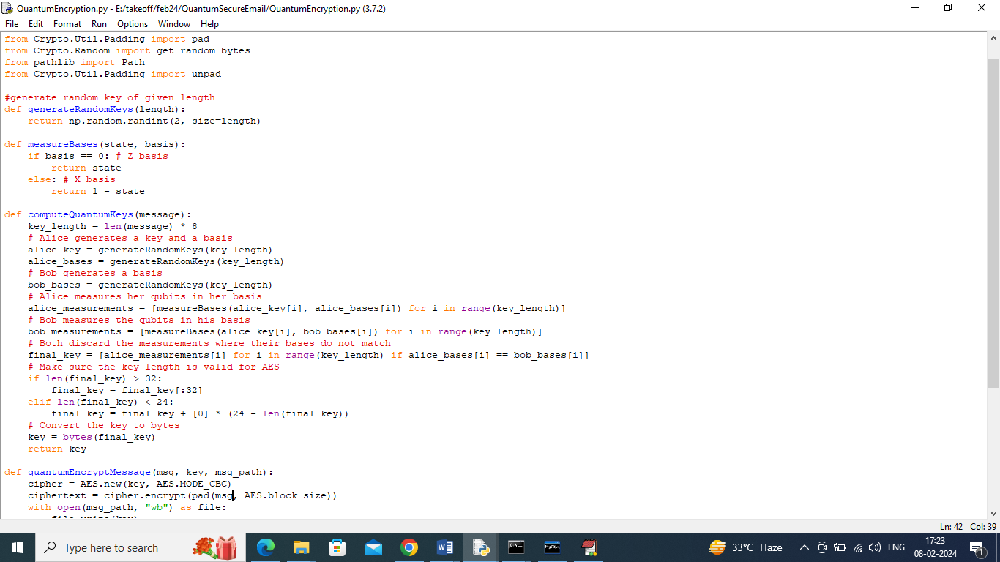 QuantumEncryption.py - E:/takeoff/feb24/QuantumSecureEmail/QuantumEncryption.py (3.7.2)
File Edit Format Run Options Window Help
from Crypto.Util.Padding import pad
from Crypto.Random import get_random_bytes
from pathlib import Path
from Crypto.Util.Padding import unpad
#generate random key of given length
def generateRandomKeys(length):
    return np.random.randint(2, size=length)
def measureBases(state, basis):
    if basis == 0: # Z basis
        return state
    else: # X basis
        return 1 - state
def computeQuantumKeys(message):
    key_length = len(message) * 8
    # Alice generates a key and a basis
    alice_key = generateRandomKeys(key_length)
    alice_bases = generateRandomKeys(key_length)
    # Bob generates a basis
    bob_bases = generateRandomKeys(key_length)
    # Alice measures her qubits in her basis
    alice_measurements = [measureBases(alice_key[i], alice_bases[i]) for i in range(key_length)]
    # Bob measures the qubits in his basis
    bob_measurements = [measureBases(alice_key[i], bob_bases[i]) for i in range(key_length)]
    # Both discard the measurements where their bases do not match
    final_key = [alice_measurements[i] for i in range(key_length) if alice_bases[i] == bob_bases[i]]
    # Make sure the key length is valid for AES
    if len(final_key) > 32:
        final_key = final_key[:32]
    elif len(final_key) < 24:
        final_key = final_key + [0] * (24 - len(final_key))
    # Convert the key to bytes
    key = bytes(final_key)
    return key
def quantumEncryptMessage(msg, key, msg_path):
    cipher = AES.new(key, AES.MODE_CBC)
    ciphertext = cipher.encrypt(pad(msg, AES.block_size))
    with open(msg_path, "wb") as file:
Ln: 42 Col: 39
Type here to search
33°C Haze
ENG
17:23
08-02-2024
1